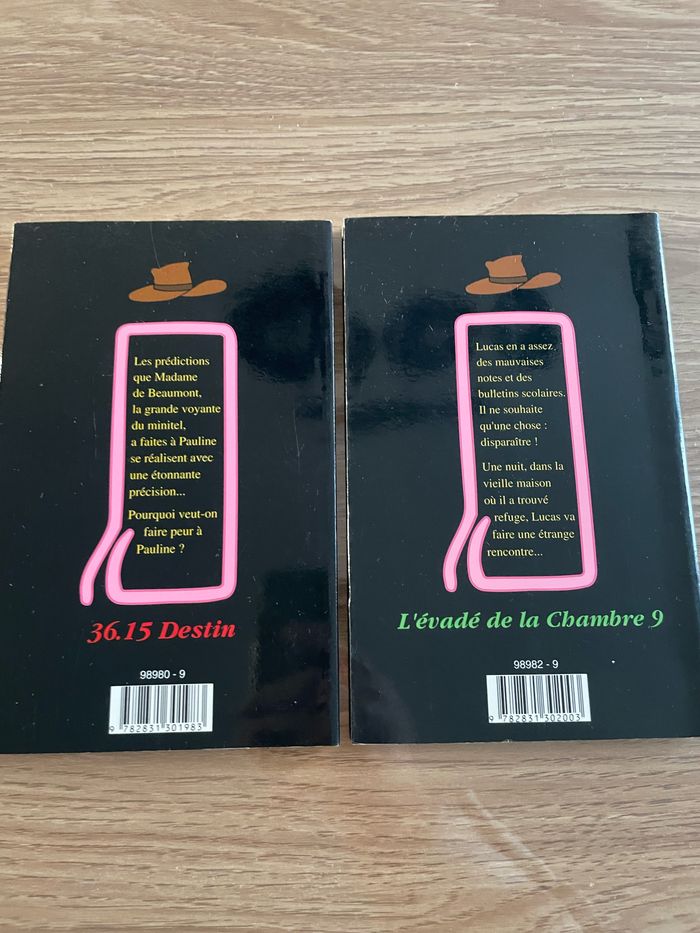 Les prédictions
que Madame
de Beaumont,
la grande voyante
du minitel,
a faites à Pauline
se réalisent avec
une étonnante
précision...
Pourquoi veut-on
faire peur à
Pauline ?
36.15 Destin
98980 - 9
9 782831 301983
Lucas en a assez
des mauvaises
notes et des
bulletins scolaires.
Il ne souhaite
qu'une chose :
disparaître !
Une nuit, dans la
vieille maison
où il a trouvé
refuge, Lucas va
faire une étrange
rencontre...
L'évadé de la Chambre 9
98982 - 9
9 782831 302003